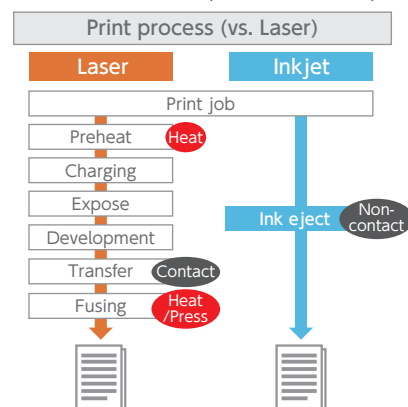 Print process (vs. Laser)
Laser
Inkjet
Print job
Preheat
Heat
Charging
Expose
Development
Transfer
Contact
Fusing
Heat
/Press
Ink eject
Non-
contact